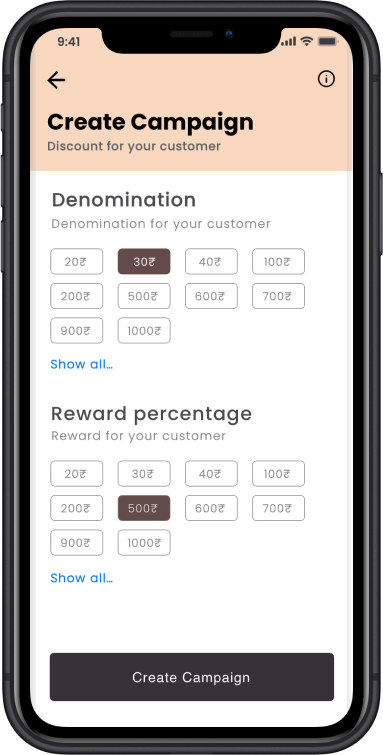 9:41
Create Campaign
Discount for your customer
Denomination
Denomination for your customer
20₹ 30₹ 40₹ 100₹
200₹ 500₹ 600₹ 700₹
900₹ 1000₹
Show all...
Reward percentage
Reward for your customer
20₹ 30₹ 40₹ 100₹
200₹ 500₹ 600₹ 700₹
900₹ 1000₹
Show all...
Create Campaign